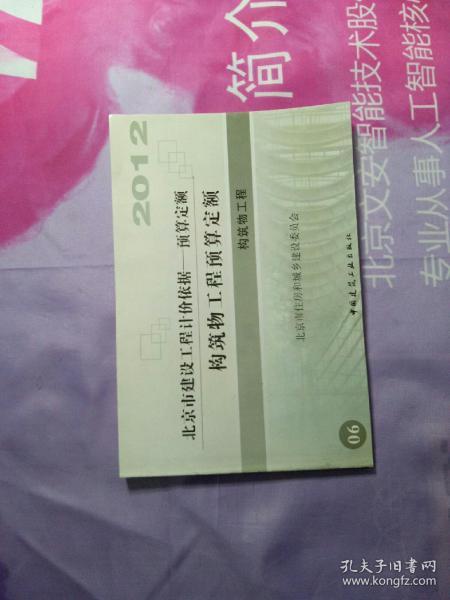 2012
北京市建设工程计价依据——预算定额
构筑物工程预算定额
构筑物工程
北京市住房和城乡建设委员会
中国建筑工业出版社
06
简介
北京文安智能技术股
专业从事人工智能核
孔夫子旧书网
www.kongfz.com